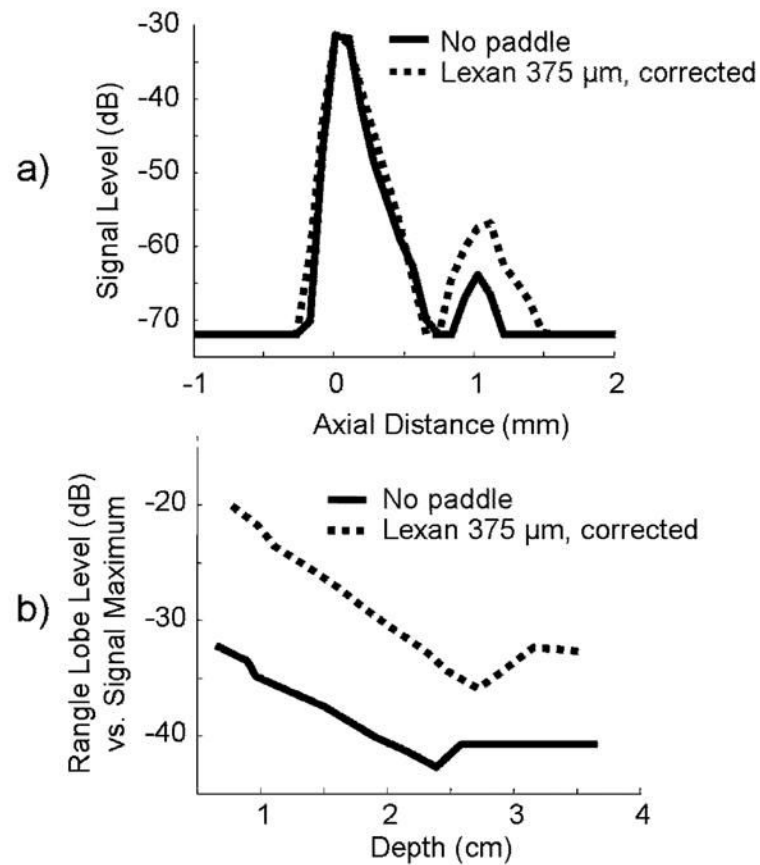 a)
Signal Level (dB)
-30
-40
-50
-60
-70
No paddle
Lexan 375 µm, corrected
-1
0
1
2
Axial Distance (mm)
b)
Rangle Lobe Level (dB)
vs. Signal Maximum
-20
-30
-40
No paddle
Lexan 375 µm, corrected
1
2
3
4
Depth (cm)